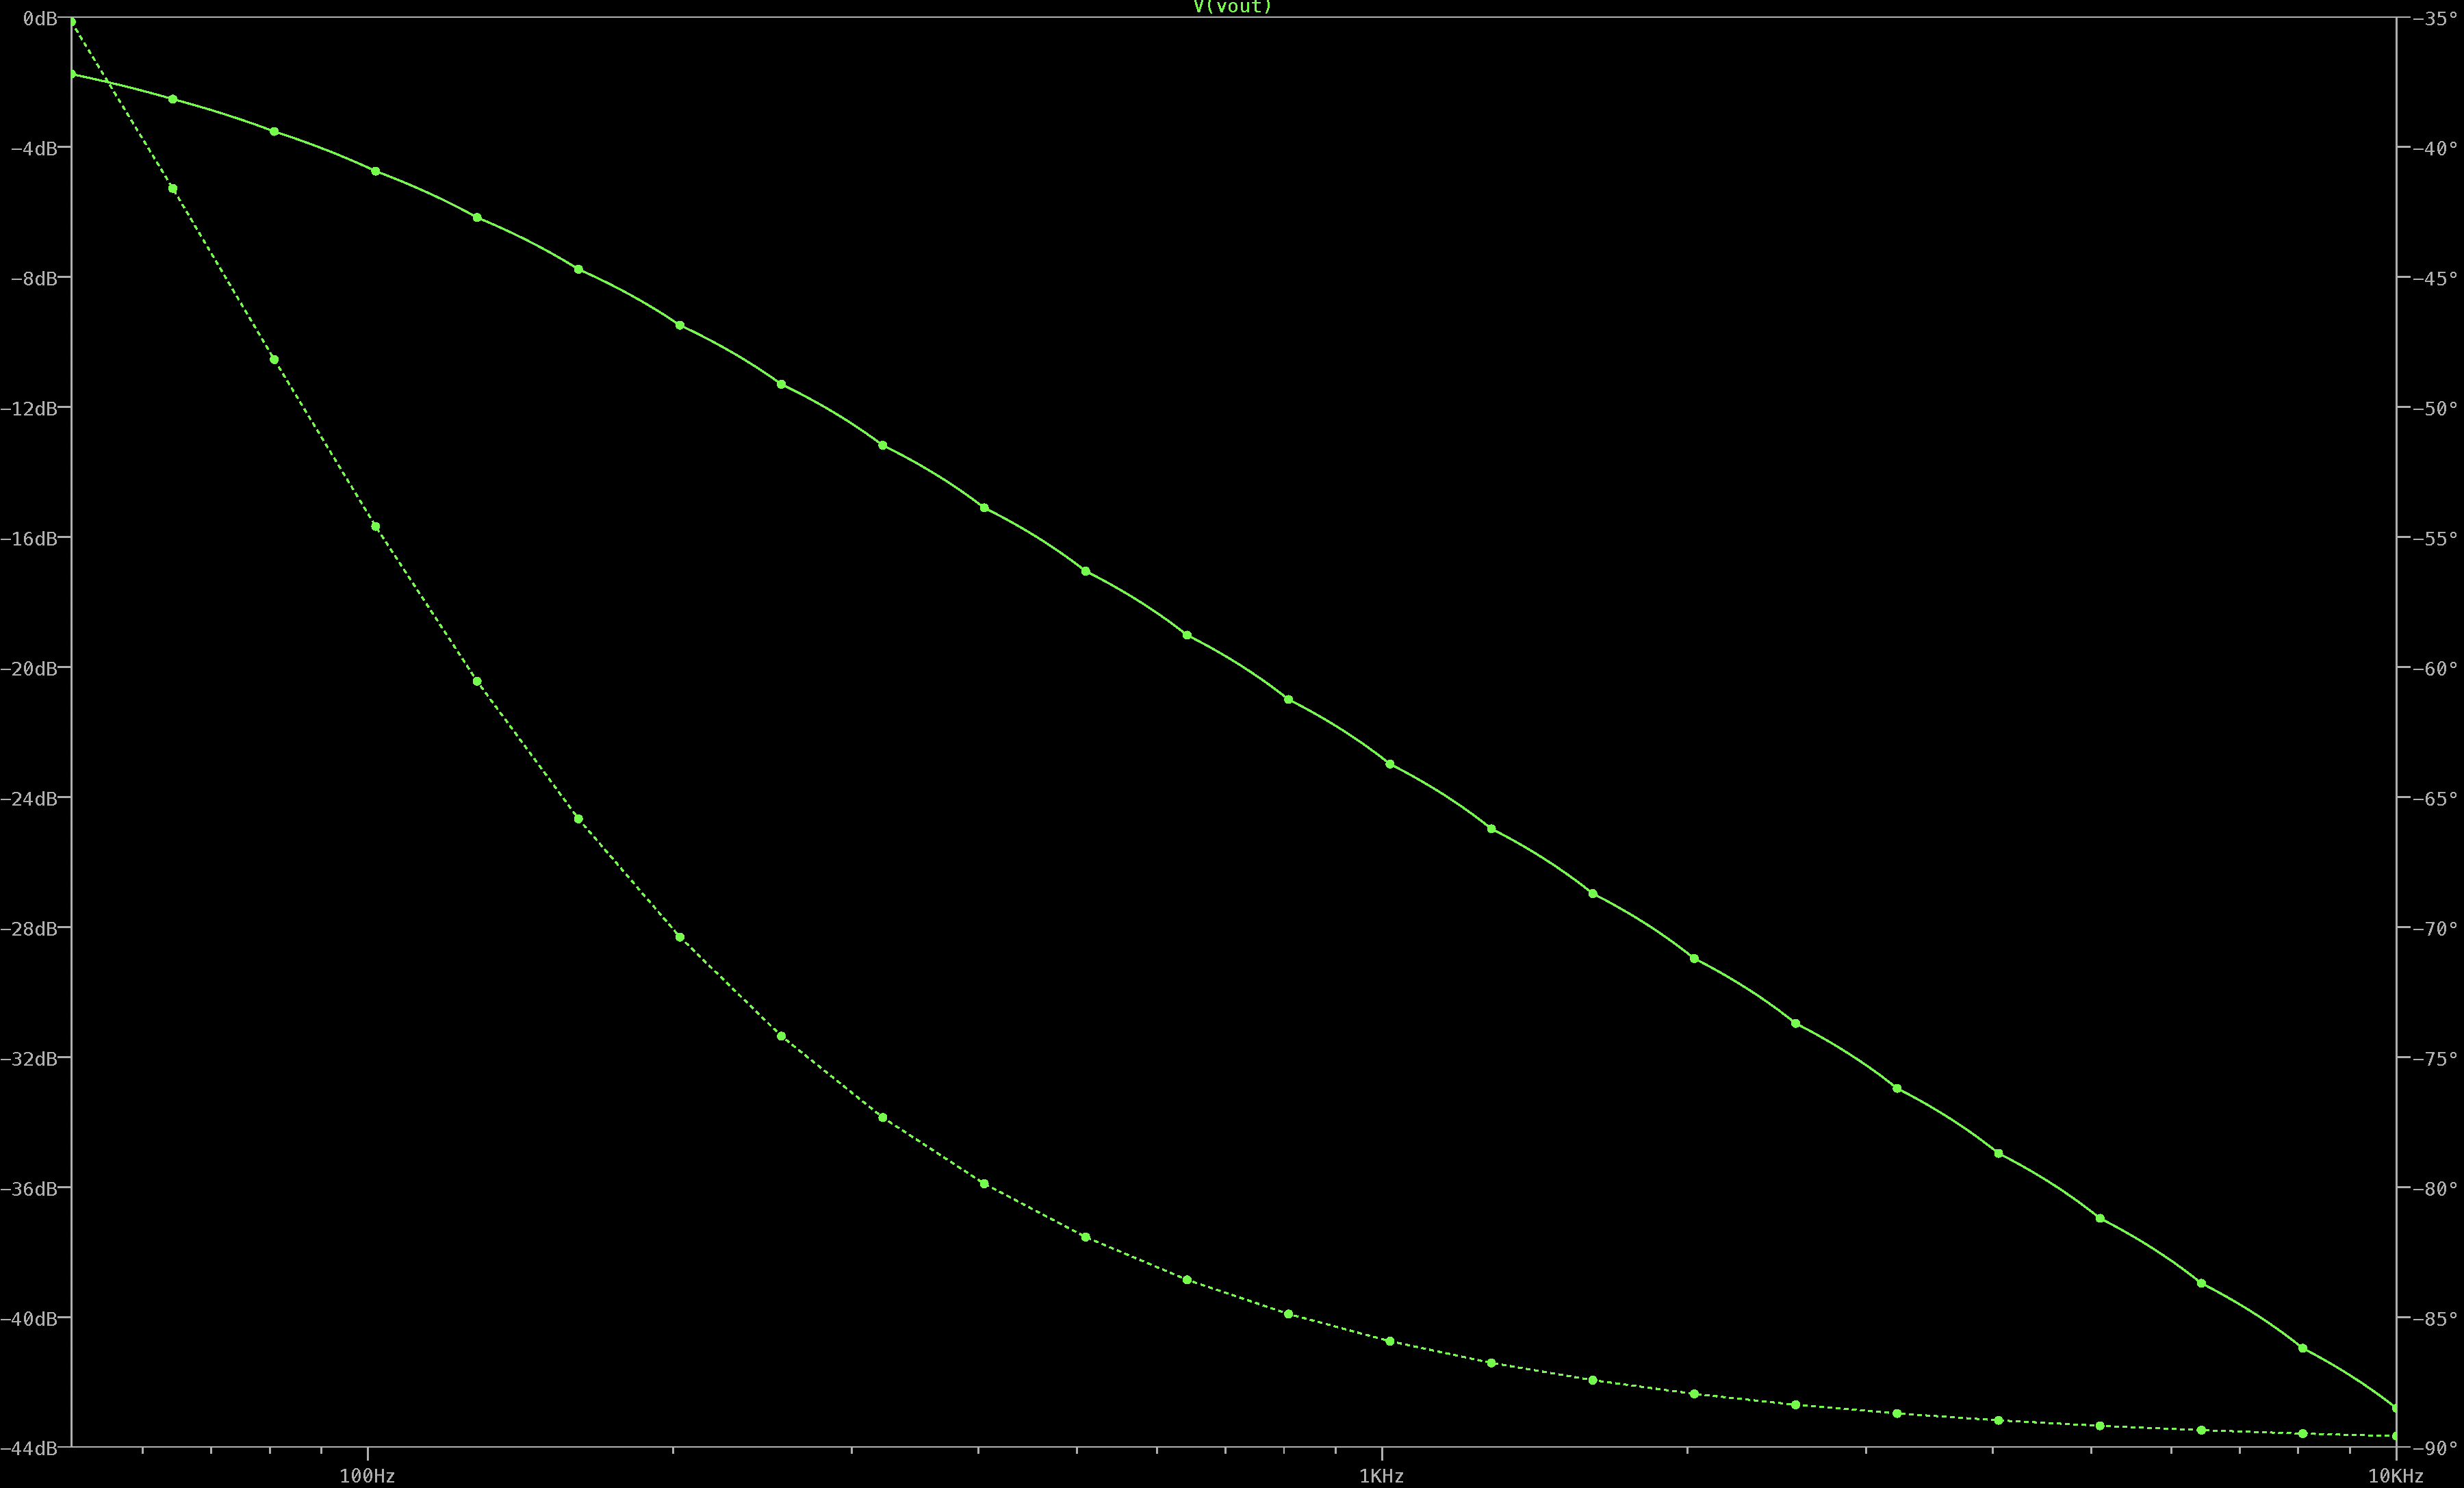 V(vout)
0dB
−4dB
−8dB
−12dB
−16dB
−20dB
−24dB
−28dB
−32dB
−36dB
−40dB
−44dB
−35°
−40°
−45°
−50°
−55°
−60°
−65°
−70°
−75°
−80°
−85°
−90°
100Hz 1KHz 10KHz